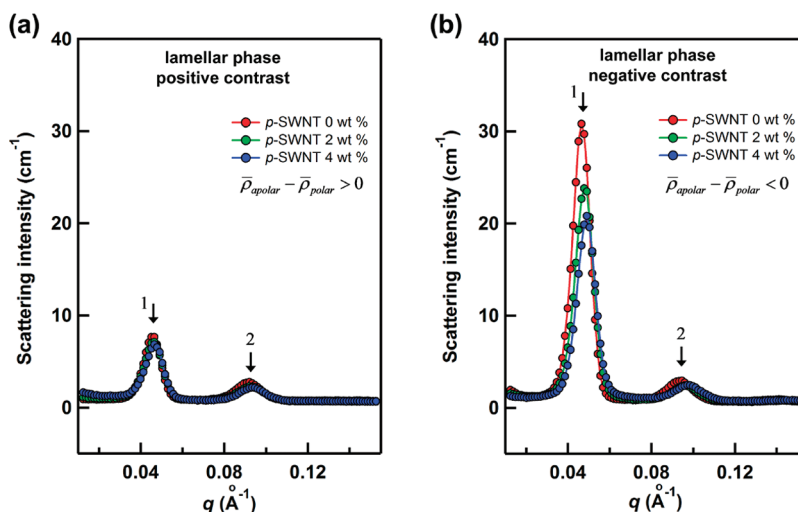 (a)
lamellar phase
positive contrast
1
p-SWNT 0 wt %
p-SWNT 2 wt %
p-SWNT 4 wt %
ρ̅apolar − ρ̅polar > 0
2
Scattering intensity (cm⁻¹)
40
30
20
10
0
0.04
0.08
0.12
q (Å⁻¹)
(b)
lamellar phase
negative contrast
1
p-SWNT 0 wt %
p-SWNT 2 wt %
p-SWNT 4 wt %
ρ̅apolar − ρ̅polar < 0
2
Scattering intensity (cm⁻¹)
40
30
20
10
0
0.04
0.08
0.12
q (Å⁻¹)